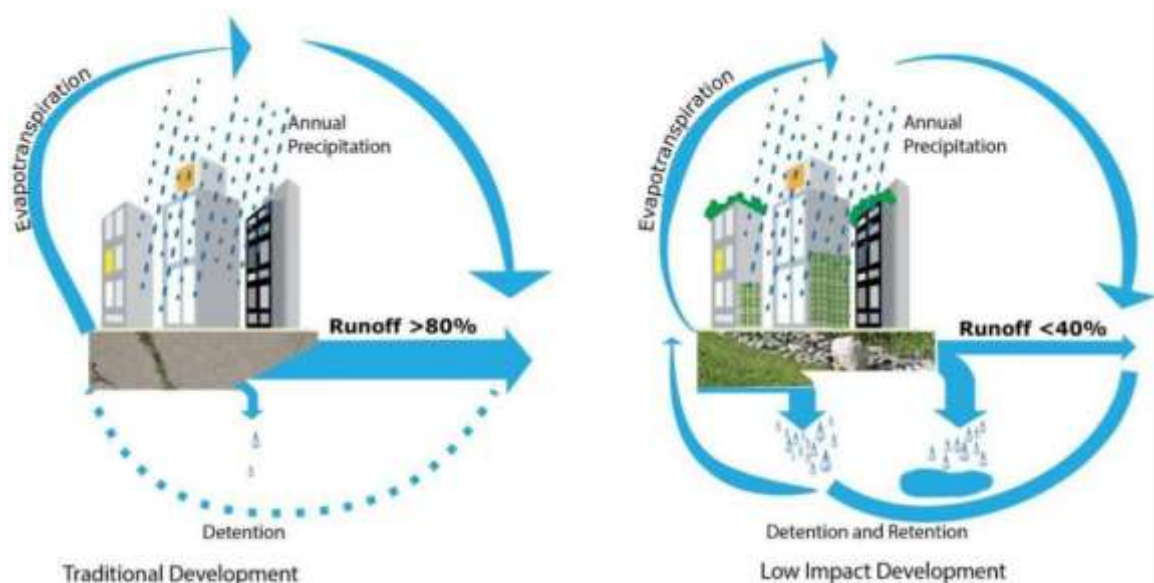 Evapotranspiration
Annual
Precipitation
Runoff >80%
Detention
Traditional Development
Evapotranspiration
Annual
Precipitation
Runoff <40%
Detention and Retention
Low Impact Development